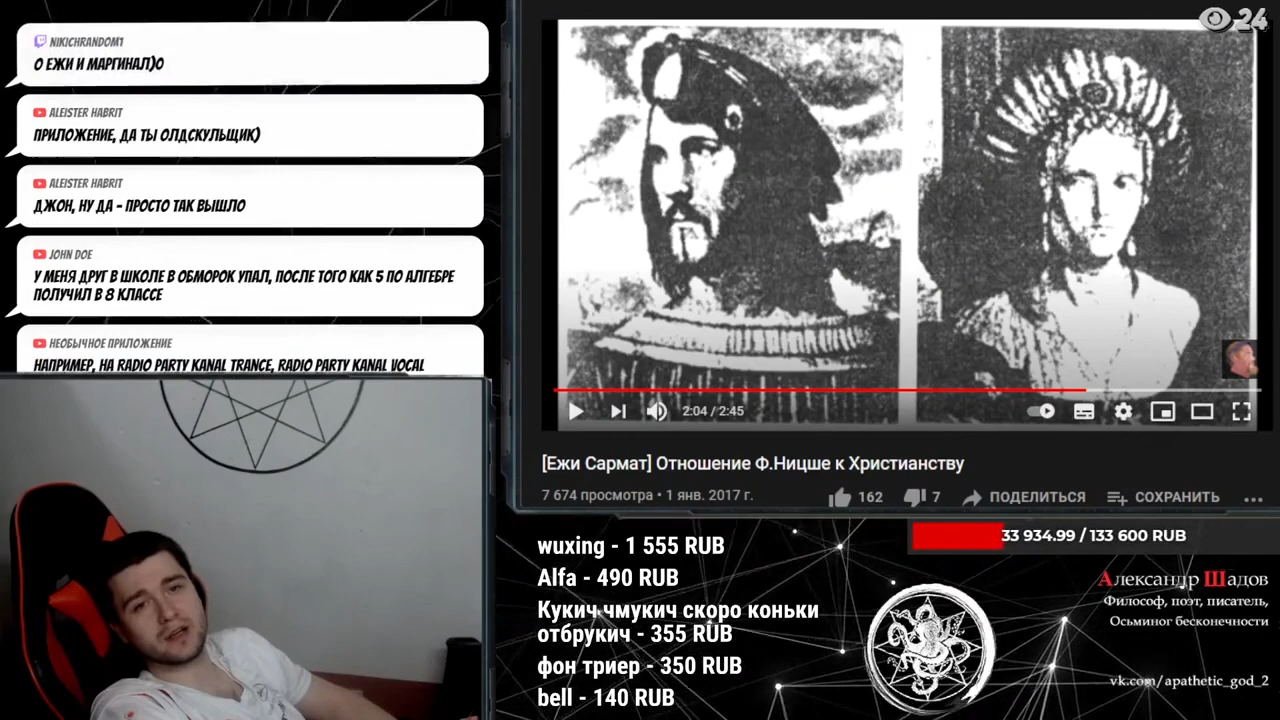 NIKICHRANDOM1
О ЕЖИ И МАРГИНАЛ)0
ALEISTER HABRIT
ПРИЛОЖЕНИЕ, ДА ТЫ ОЛДСКУЛЬЩИК)
ALEISTER HABRIT
ДЖОН, НУ ДА - ПРОСТО ТАК ВЫШЛО
JOHN DOE
У МЕНЯ ДРУГ В ШКОЛЕ В ОБМОРОК УПАЛ, ПОСЛЕ ТОГО КАК 5 ПО АЛГЕБРЕ
ПОЛУЧИЛ В 8 КЛАССЕ
НЕОБЫЧНОЕ ПРИЛОЖЕНИЕ
НАПРИМЕР, НА RADIO PARTY KANAL TRANCE, RADIO PARTY KANAL VOCAL
24
2:04 / 2:45
[Ежи Сармат] Отношение Ф.Ницше к Христианству
7 674 просмотра • 1 янв. 2017 г.
162
7
ПОДЕЛИТЬСЯ
СОХРАНИТЬ
wuxing - 1 555 RUB
Alfa - 490 RUB
Кукич чмукич скоро коньки
отбрукич - 355 RUB
фон триер - 350 RUB
bell - 140 RUB
33 934.99 / 133 600 RUB
Александр Шадов
Философ, поэт, писатель,
Осьминог бесконечности
vk.com/apathetic_god_2